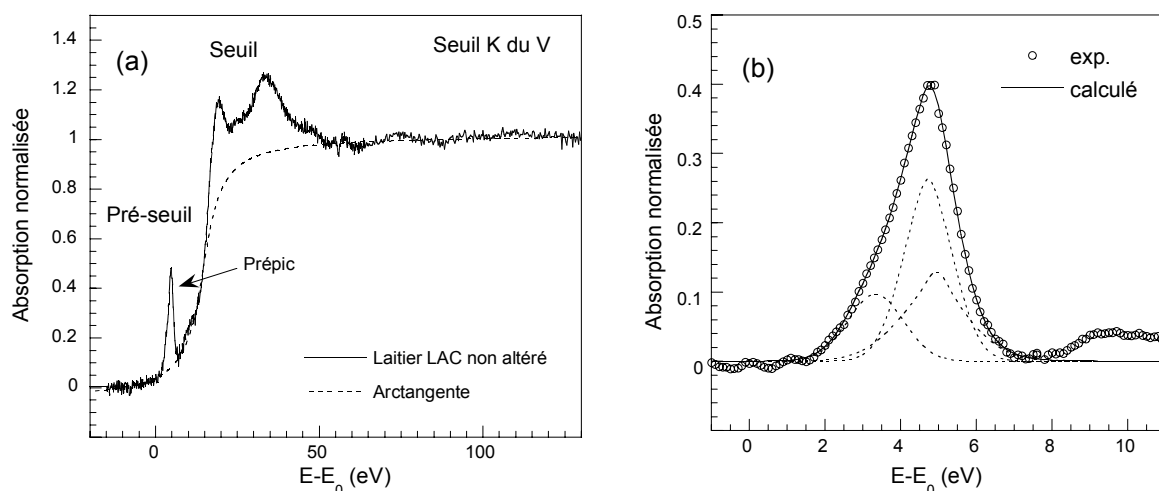 (a)
Seuil
Seuil K du V
Pré-seuil
Prépic
Laitier LAC non altéré
Arctangente
Absorption normalisée
1.4
1.2
1
0.8
0.6
0.4
0.2
0
0
50
100
E-E0 (eV)
(b)
exp.
calculé
Absorption normalisée
0.5
0.4
0.3
0.2
0.1
0
0
2
4
6
8
10
E-E0 (eV)